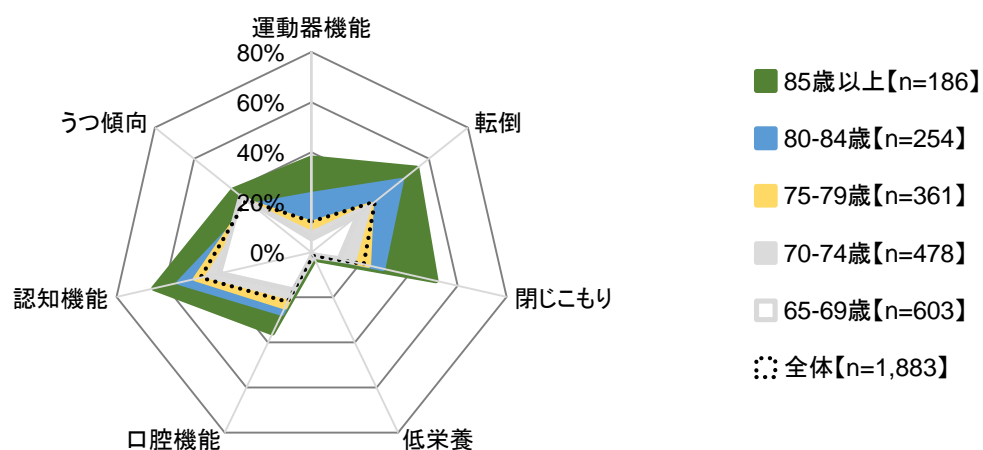 運動器機能
80%
60%
40%
20%
0%
うつ傾向
転倒
認知機能
閉じこもり
口腔機能
低栄養
85歳以上【n=186】
80-84歳【n=254】
75-79歳【n=361】
70-74歳【n=478】
65-69歳【n=603】
全体【n=1,883】